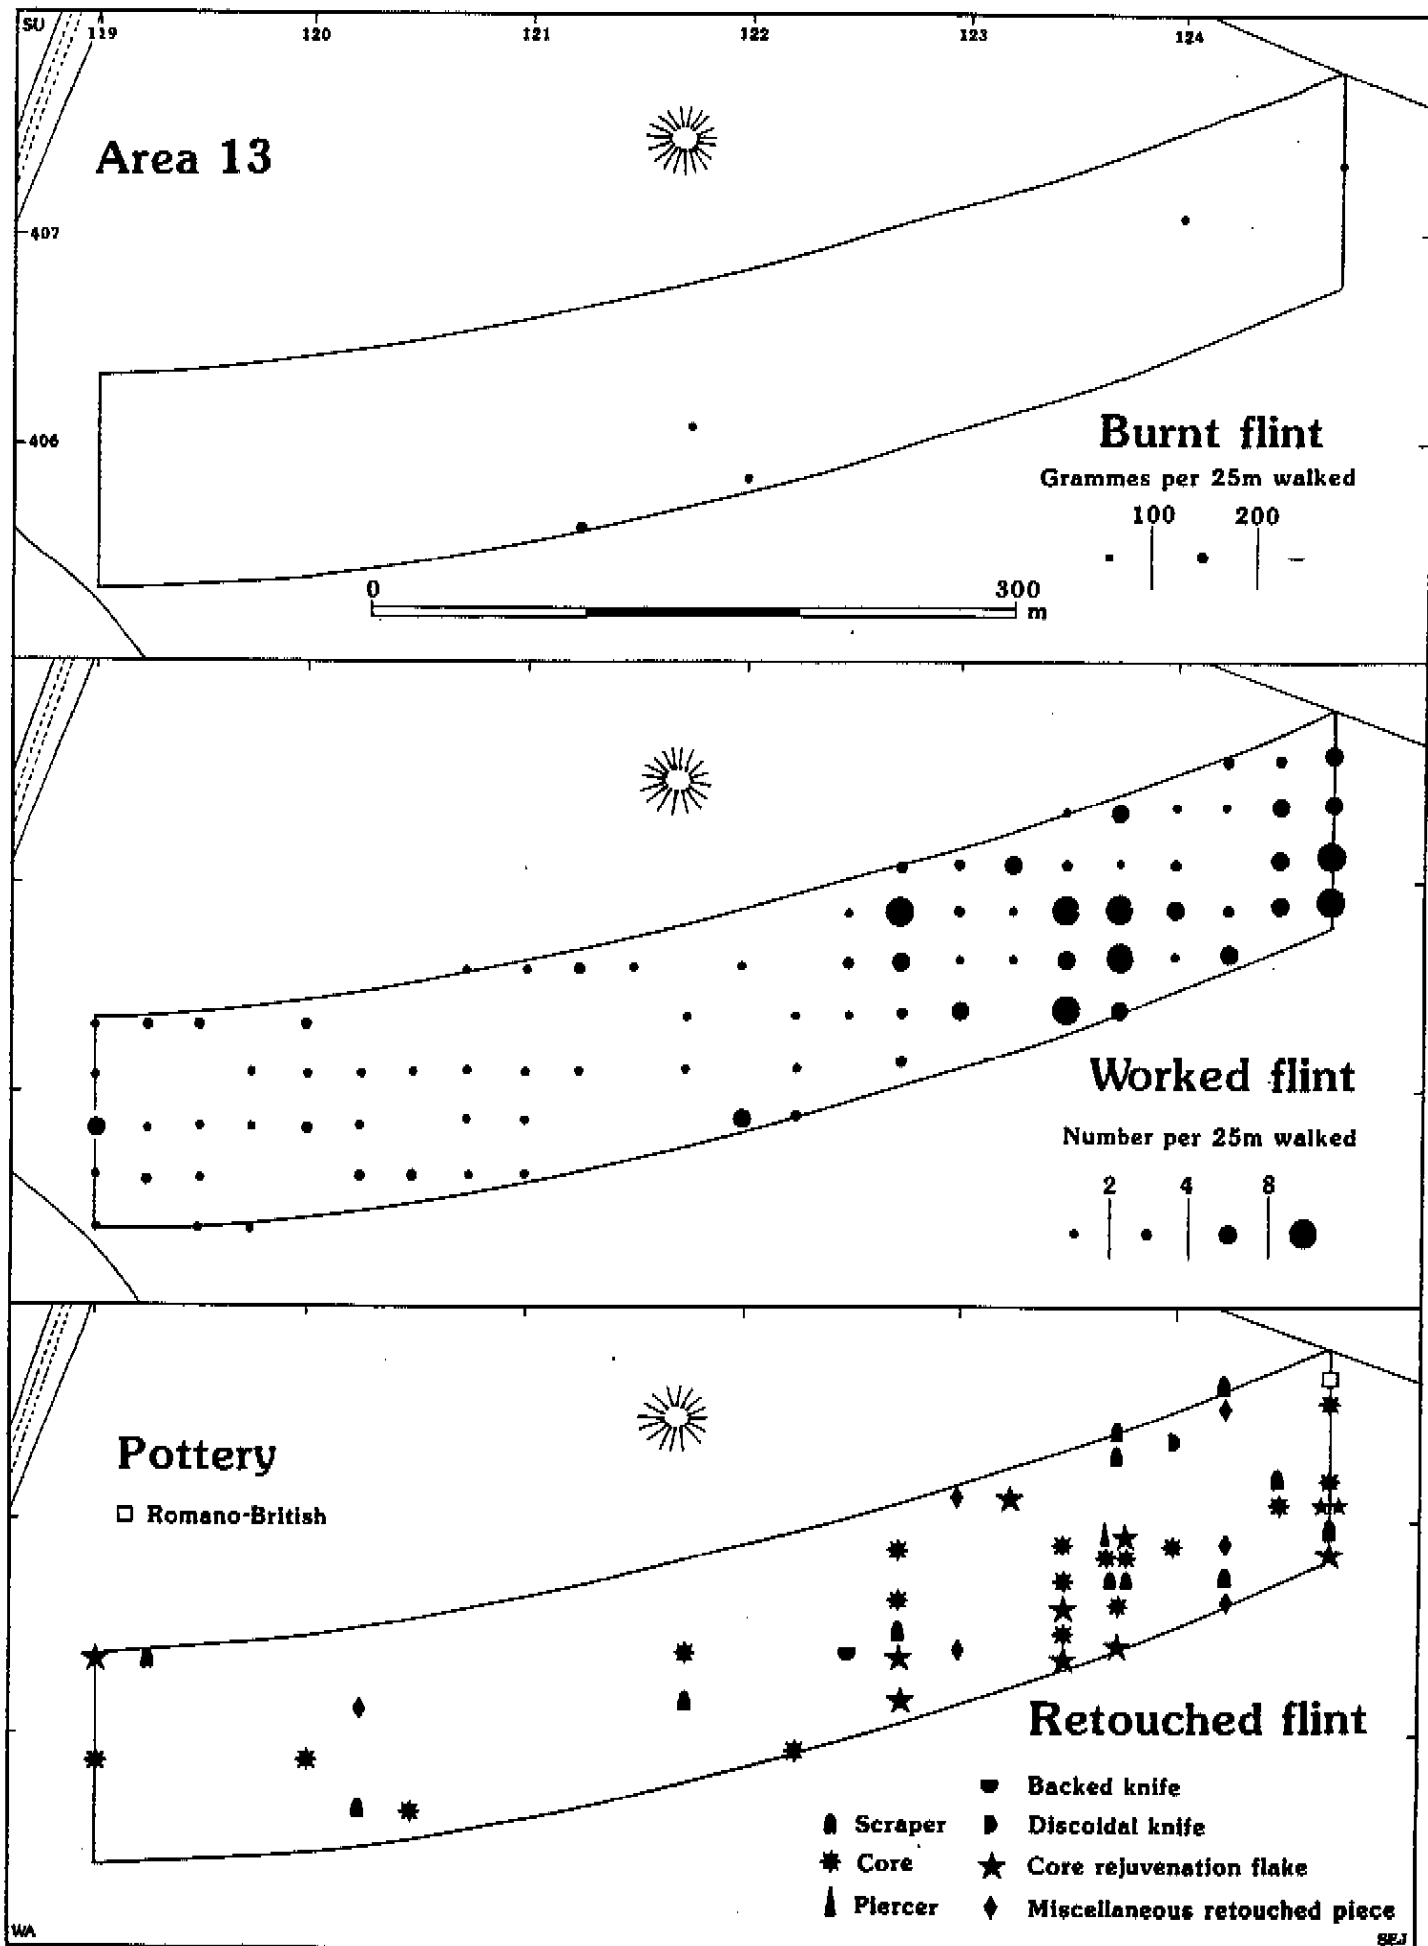 SU 119 120 121 122 123 124
Area 13
407
406
Burnt flint
Grammes per 25m walked
100 200
0 300
m
Worked flint
Number per 25m walked
2 4 8
Pottery
Romano-British
Retouched flint
Backed knife
Scraper Discoidal knife
Core Core rejuvenation flake
Piercer Miscellaneous retouched piece
WA SEJ